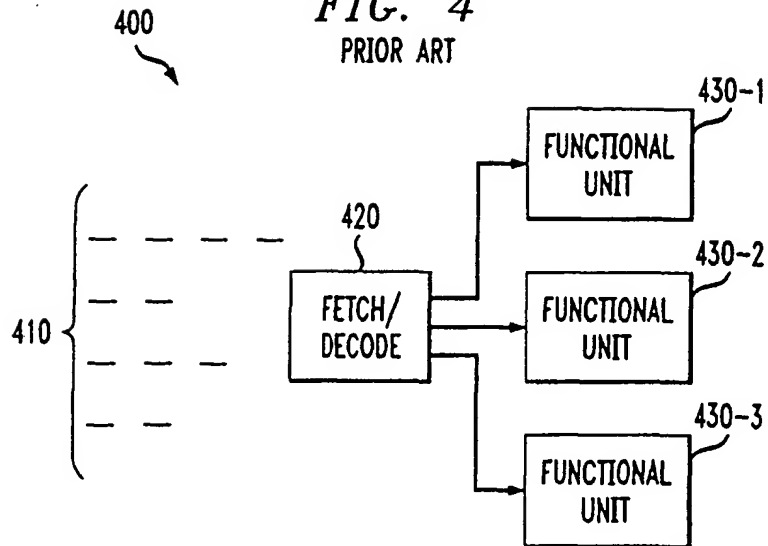 FIG. 4
PRIOR ART
400
410
420
FETCH/
DECODE
430-1
FUNCTIONAL
UNIT
430-2
FUNCTIONAL
UNIT
430-3
FUNCTIONAL
UNIT